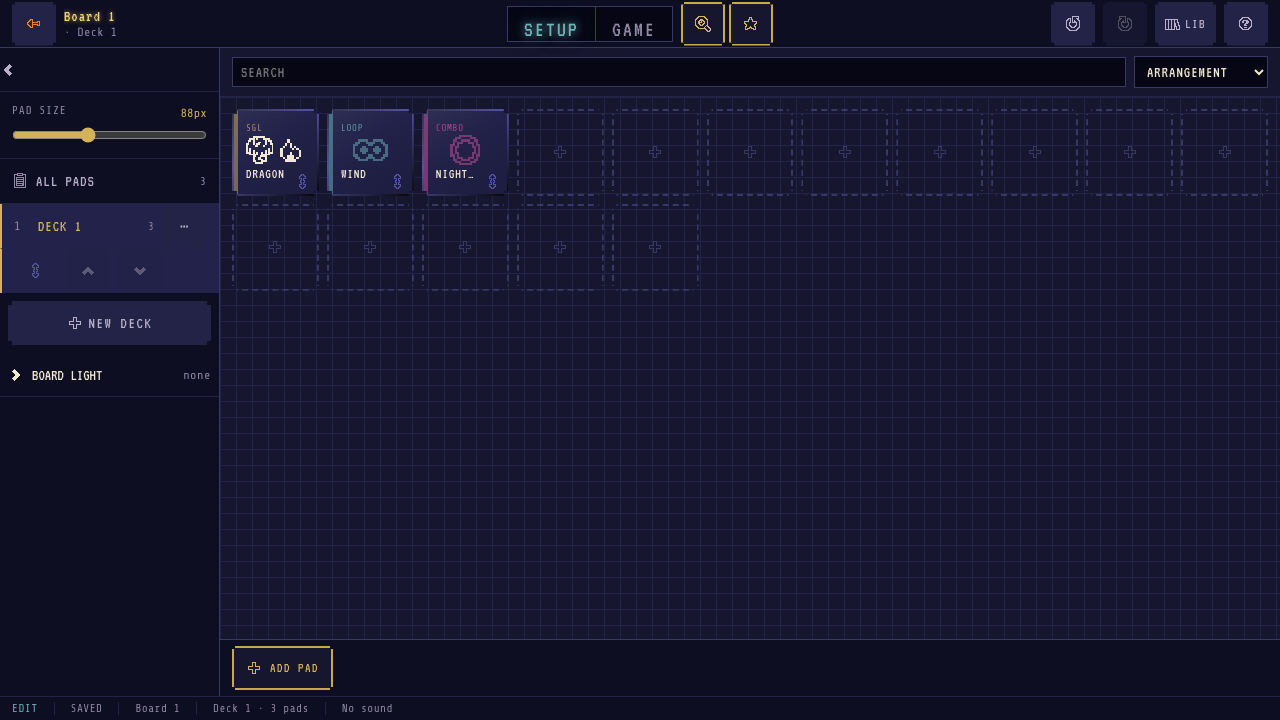 Board 1
· Deck 1
SETUP
GAME
LIB
PAD SIZE
88px
ALL PADS
3
1
DECK 1
3
NEW DECK
BOARD LIGHT
none
SEARCH
ARRANGEMENT
SGL
DRAGON
LOOP
WIND
COMBO
NIGHT…
ADD PAD
EDIT
SAVED
Board 1
Deck 1 · 3 pads
No sound